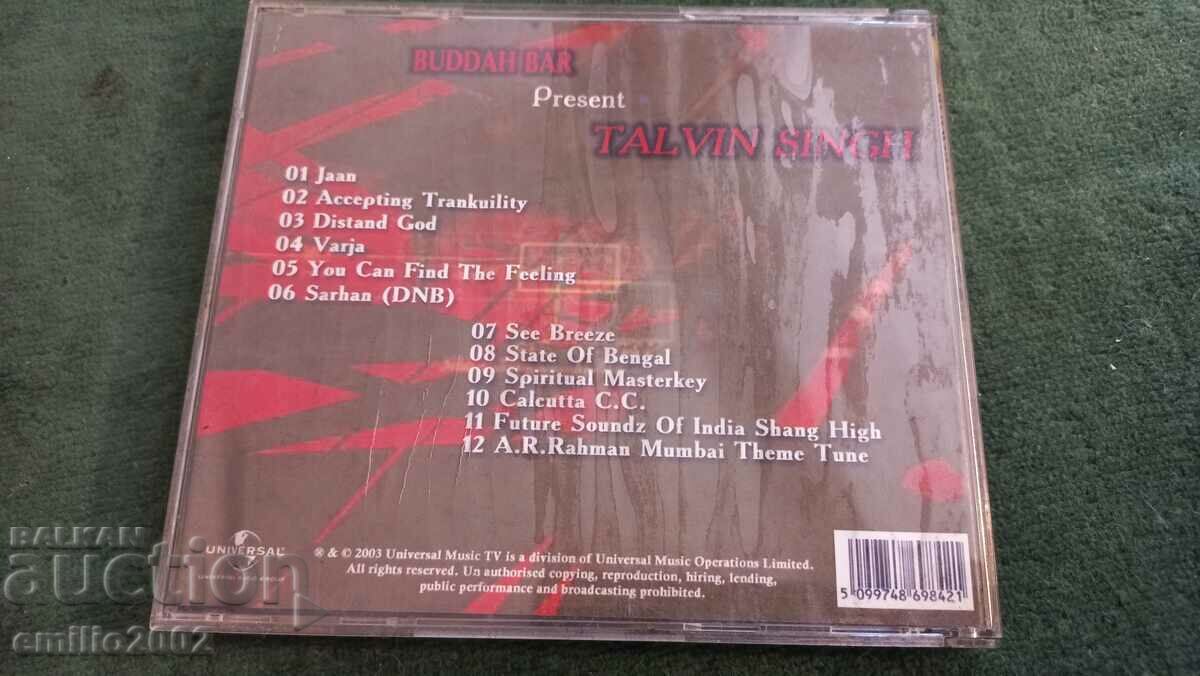 BUDDAH BAR
Present
TALVIN SINGH
01 Jaan
02 Accepting Trankuility
03 Distand God
04 Varja
05 You Can Find The Feeling
06 Sarhan (DNB)
07 See Breeze
08 State Of Bengal
09 Spiritual Masterkey
10 Calcutta C.C.
11 Future Soundz Of India Shang High
12 A.R.Rahman Mumbai Theme Tune
UNIVERSAL
UNIVERSAL MUSIC GROUP
℗ & © 2003 Universal Music TV is a division of Universal Music Operations Limited.
All rights reserved. Un authorised copying, reproduction, hiring, lending,
public performance and broadcasting prohibited.
5 099748 698421
BALKAN
auction
emilio2002